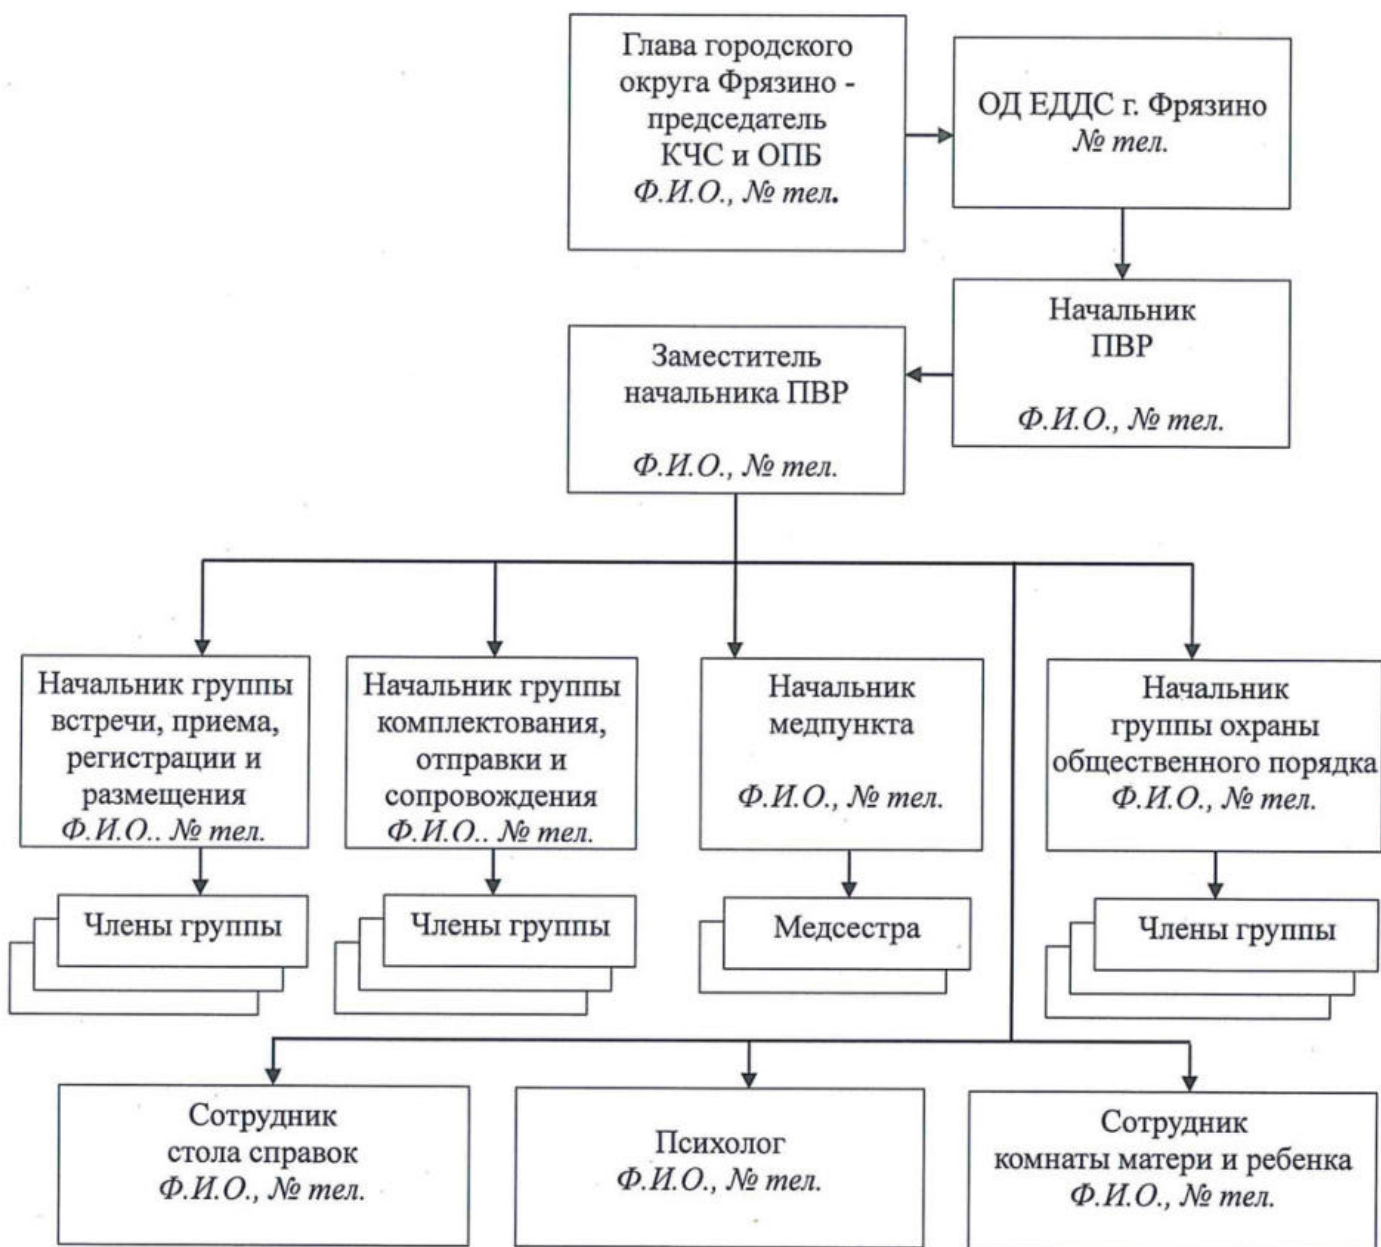 Глава городского
округа Фрязино -
председатель
КЧС и ОПБ
Ф.И.О., № тел.
ОД ЕДДС г. Фрязино
№ тел.
Начальник
ПВР
Ф.И.О., № тел.
Заместитель
начальника ПВР
Ф.И.О., № тел.
Начальник группы
встречи, приема,
регистрации и
размещения
Ф.И.О.. № тел.
Начальник группы
комплектования,
отправки и
сопровождения
Ф.И.О.. № тел.
Начальник
медпункта
Ф.И.О., № тел.
Начальник
группы охраны
общественного порядка
Ф.И.О., № тел.
Члены группы
Члены группы
Медсестра
Члены группы
Сотрудник
стола справок
Ф.И.О., № тел.
Психолог
Ф.И.О., № тел.
Сотрудник
комнаты матери и ребенка
Ф.И.О., № тел.